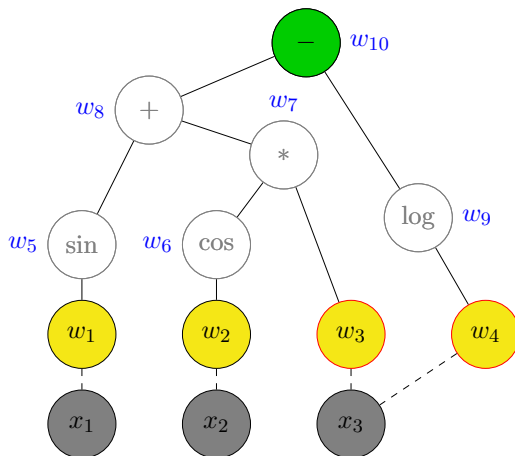 − w₁₀
w₈ + w₇
*
w₅ sin w₆ cos log w₉
w₁ w₂ w₃ w₄
x₁ x₂ x₃